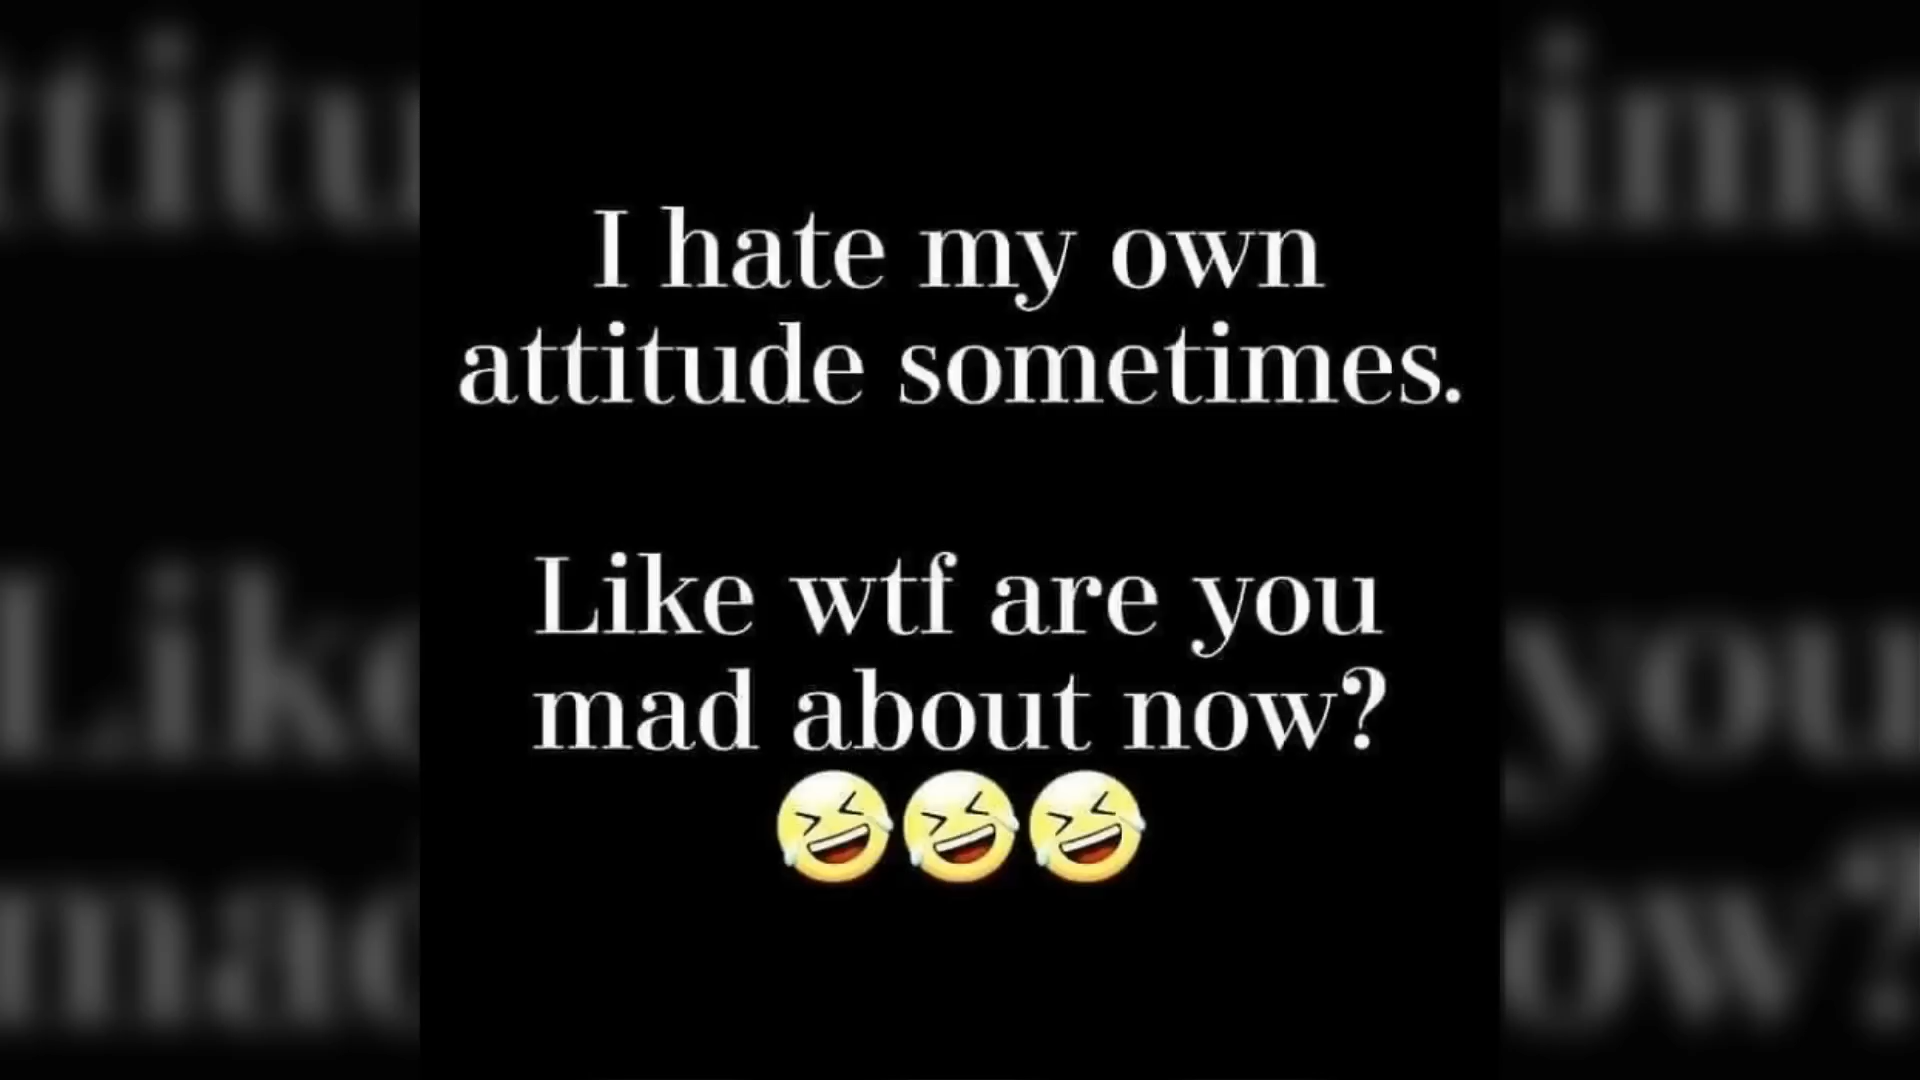 I hate my own
attitude sometimes.
Like wtf are you
mad about now?
🤣🤣🤣